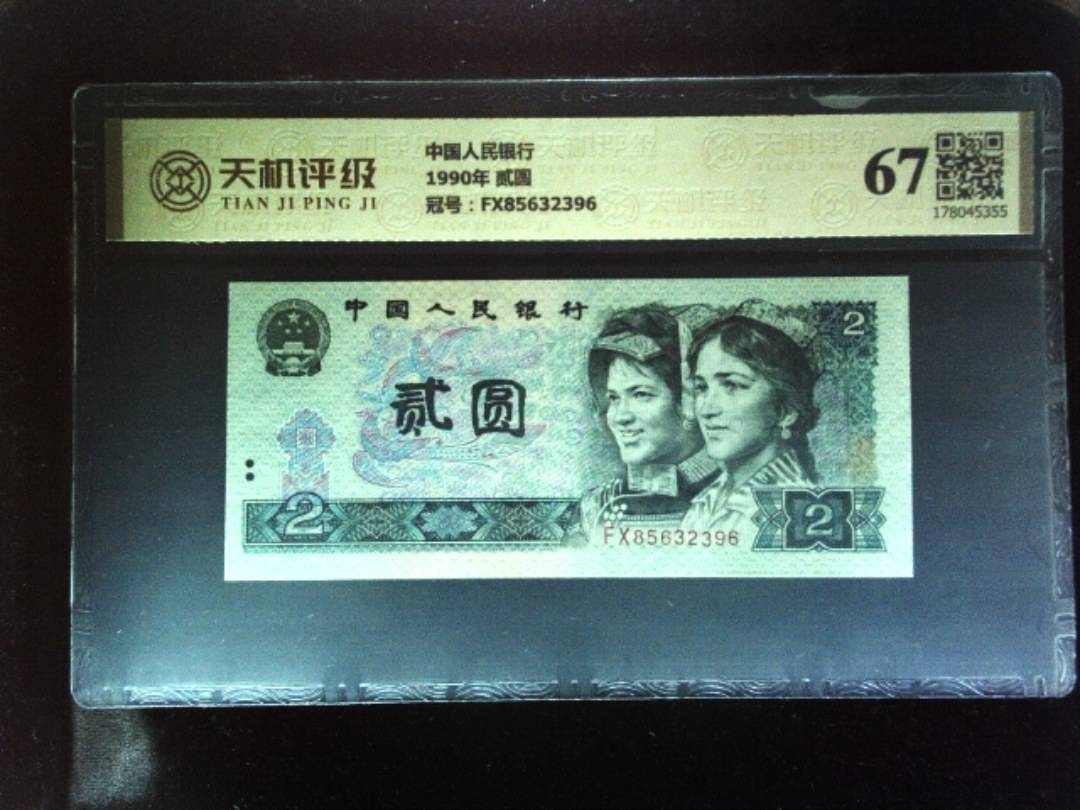 天机评级
TIAN JI PING JI
中国人民银行
1990年 贰圆
冠号：FX85632396
67
178045355
中国人民银行
2
贰圆
2
FX85632396
2